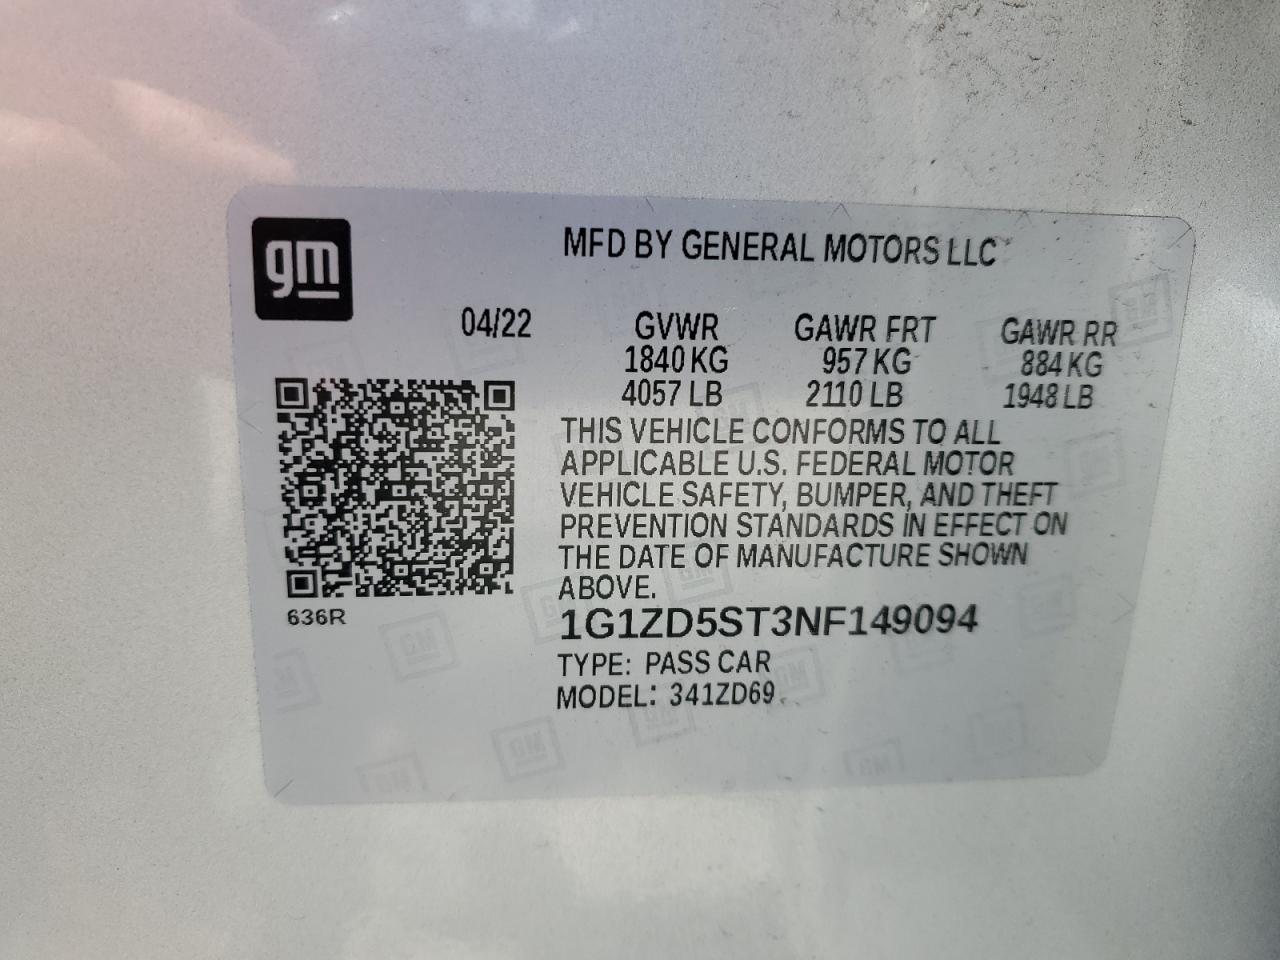 gm
MFD BY GENERAL MOTORS LLC
04/22 GVWR GAWR FRT GAWR RR
1840 KG 957 KG 884 KG
4057 LB 2110 LB 1948 LB
THIS VEHICLE CONFORMS TO ALL
APPLICABLE U.S. FEDERAL MOTOR
VEHICLE SAFETY, BUMPER, AND THEFT
PREVENTION STANDARDS IN EFFECT ON
THE DATE OF MANUFACTURE SHOWN
ABOVE.
636R
1G1ZD5ST3NF149094
TYPE: PASS CAR
MODEL: 341ZD69